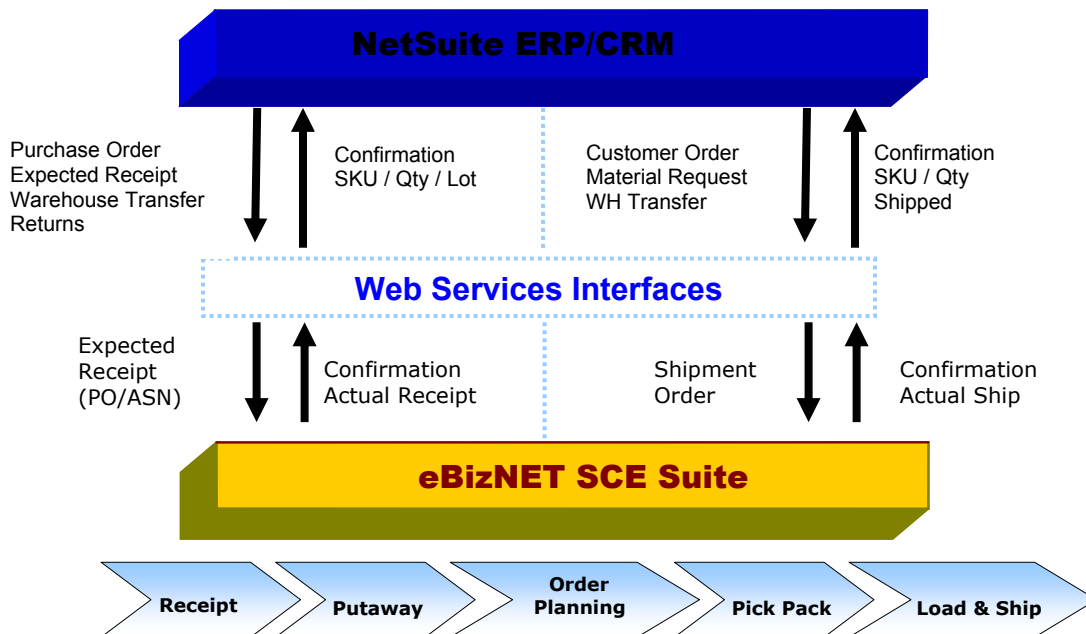 NetSuite ERP/CRM
Purchase Order
Expected Receipt
Warehouse Transfer
Returns
Confirmation
SKU / Qty / Lot
Customer Order
Material Request
WH Transfer
Confirmation
SKU / Qty
Shipped
Web Services Interfaces
Expected
Receipt
(PO/ASN)
Confirmation
Actual Receipt
Shipment
Order
Confirmation
Actual Ship
eBizNET SCE Suite
Receipt
Putaway
Order
Planning
Pick Pack
Load & Ship